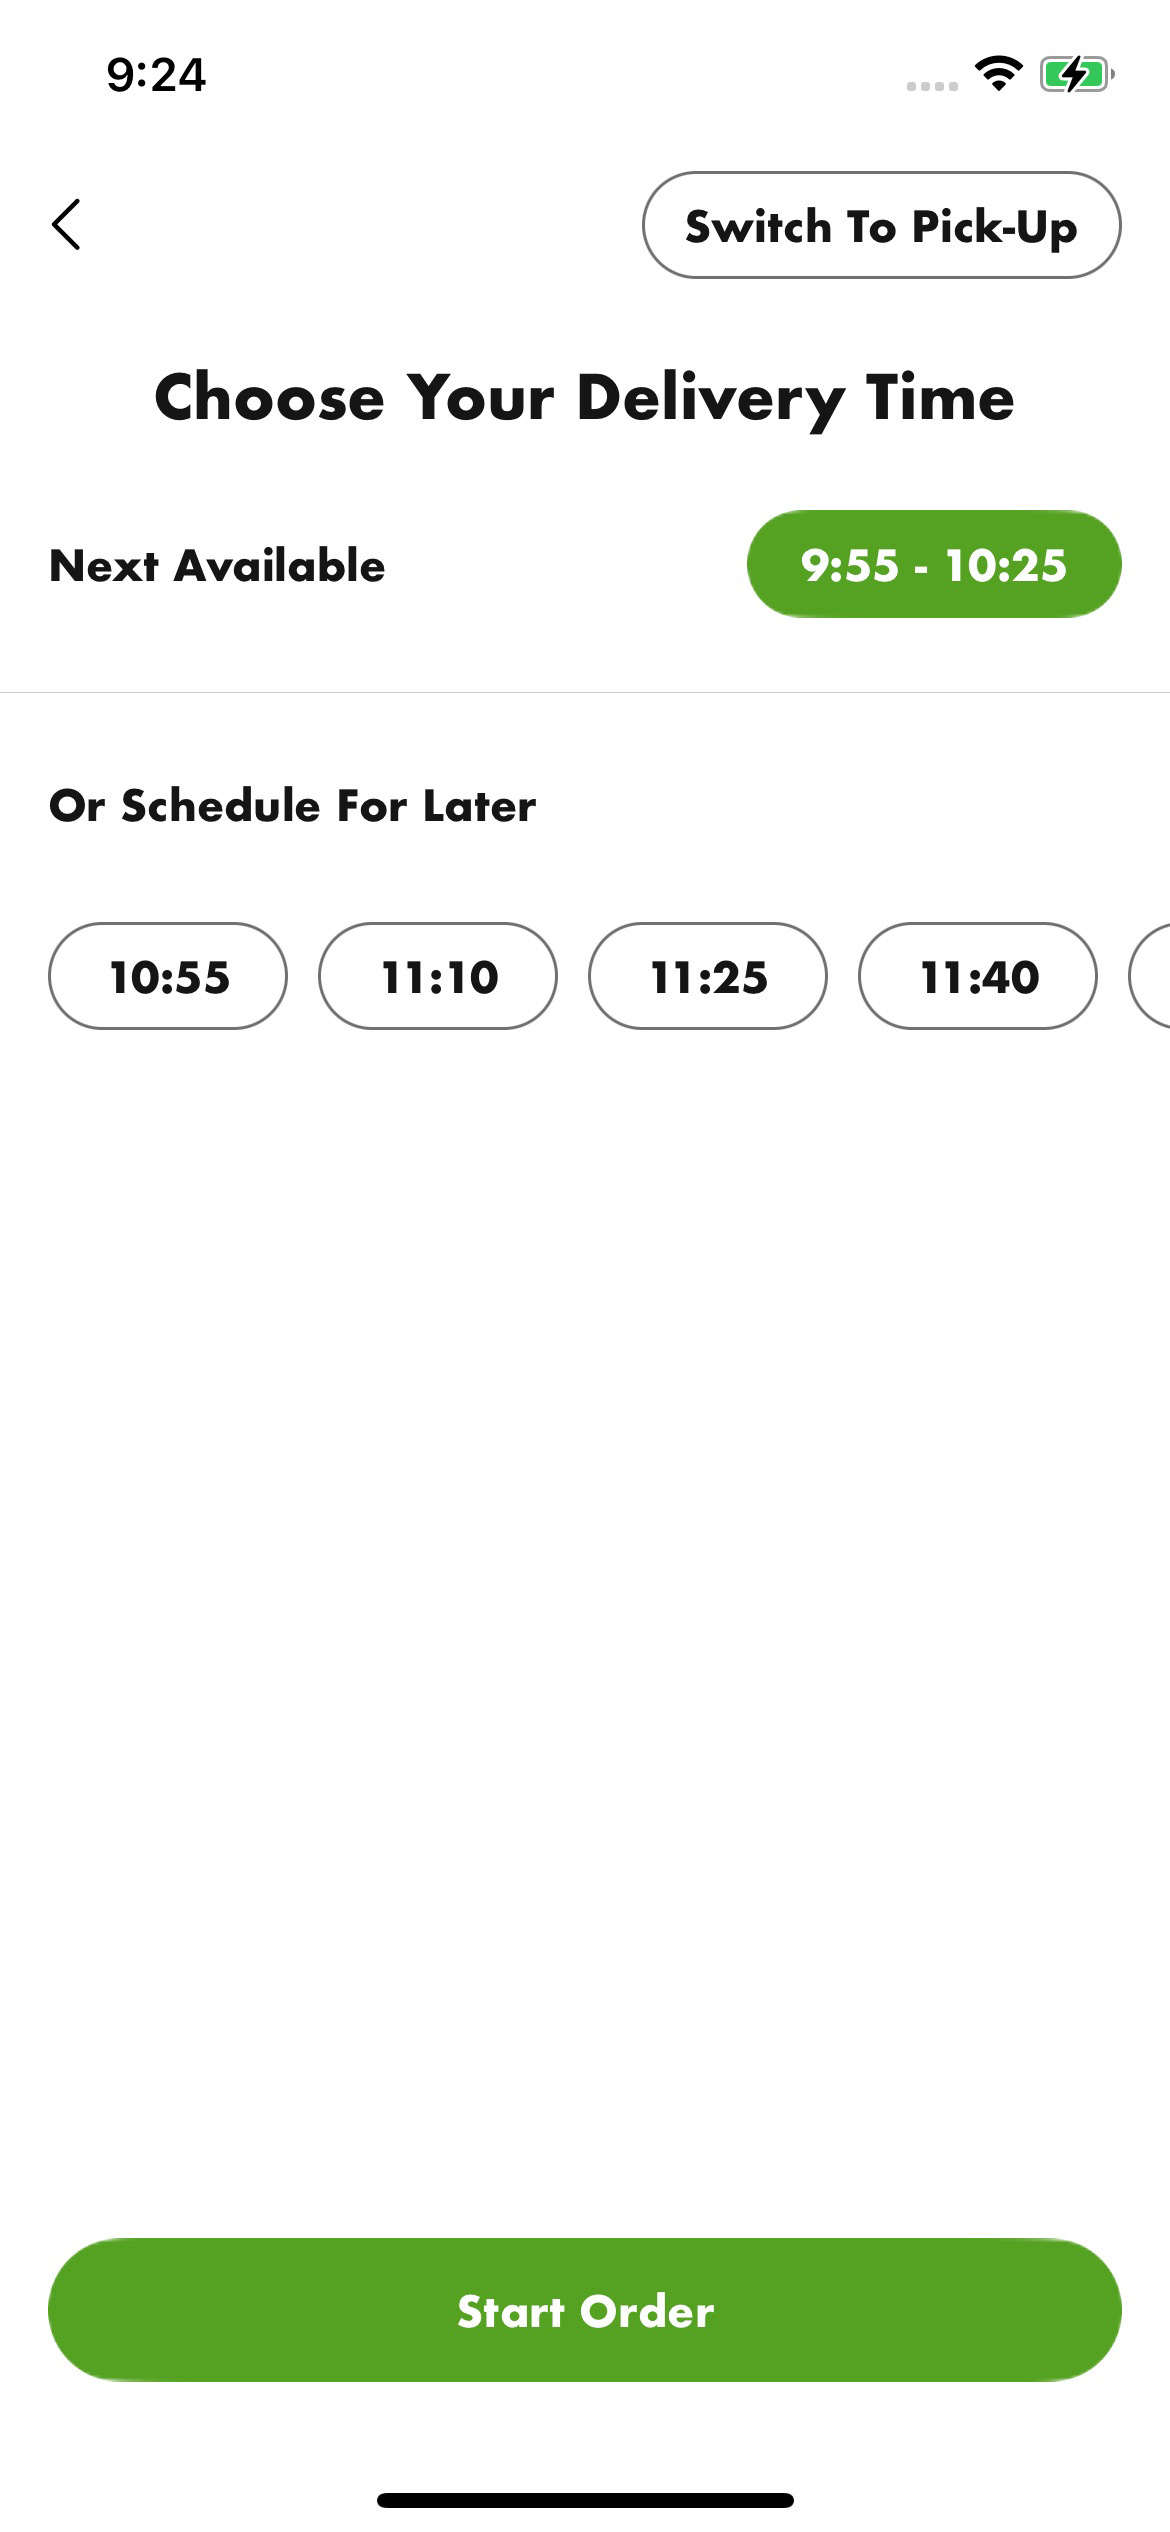 9:24
Switch To Pick-Up
Choose Your Delivery Time
Next Available
9:55 - 10:25
Or Schedule For Later
10:55
11:10
11:25
11:40
Start Order